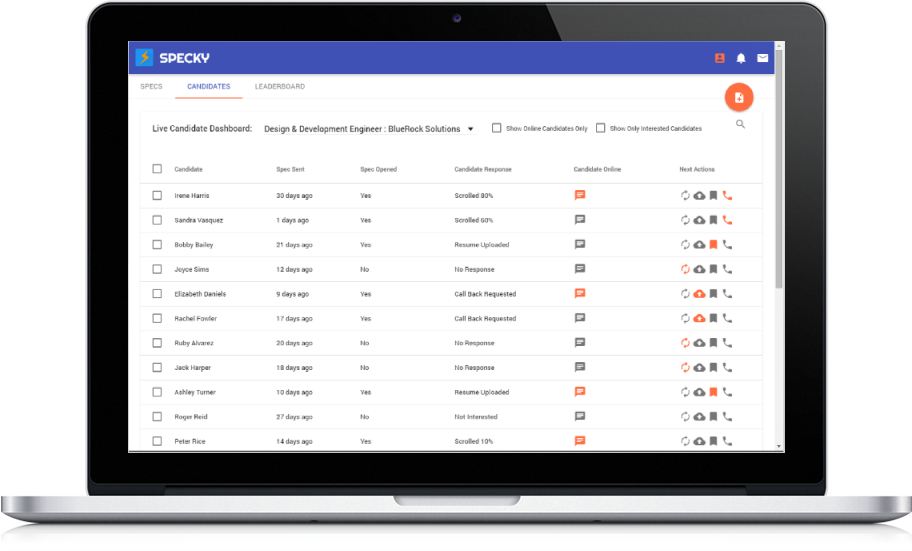 SPECKY
SPECS CANDIDATES LEADERBOARD
Live Candidate Dashboard: Design & Development Engineer : BlueRock Solutions Show Online Candidates Only Show Only Interested Candidates
Candidate Spec Sent Spec Opened Candidate Response Candidate Online Next Actions
Irene Harris 30 days ago Yes Scrolled 80%
Sandra Vasquez 1 days ago Yes Scrolled 60%
Bobby Bailey 21 days ago Yes Resume Uploaded
Joyce Sims 12 days ago No No Response
Elizabeth Daniels 9 days ago Yes Call Back Requested
Rachel Fowler 17 days ago Yes Call Back Requested
Ruby Alvarez 20 days ago No No Response
Jack Harper 18 days ago No No Response
Ashley Turner 10 days ago Yes Resume Uploaded
Roger Reid 27 days ago No Not Interested
Peter Rice 14 days ago Yes Scrolled 10%